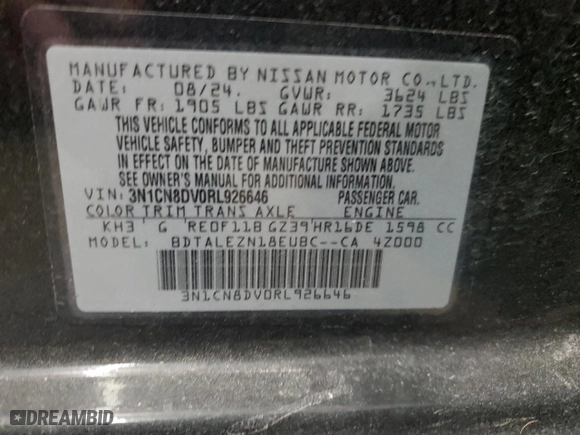 MANUFACTURED BY NISSAN MOTOR CO.,LTD.
DATE: 08/24. GVWR: 3624 LBS
GAWR FR: 1905 LBS GAWR RR: 1735 LBS
THIS VEHICLE CONFORMS TO ALL APPLICABLE FEDERAL MOTOR
VEHICLE SAFETY, BUMPER AND THEFT PREVENTION STANDARDS
IN EFFECT ON THE DATE OF MANUFACTURE SHOWN ABOVE.
SEE OWNER'S MANUAL FOR ADDITIONAL INFORMATION.
VIN: 3N1CN8DV0RL926646 PASSENGER CAR.
COLOR TRIM TRANS AXLE ENGINE
KH3 G RE0F11B GZ39 HR16DE 1598 CC
MODEL: BDTALEZN18EUBC--CA 4Z000
3N1CN8DV0RL926646
DREAMBID